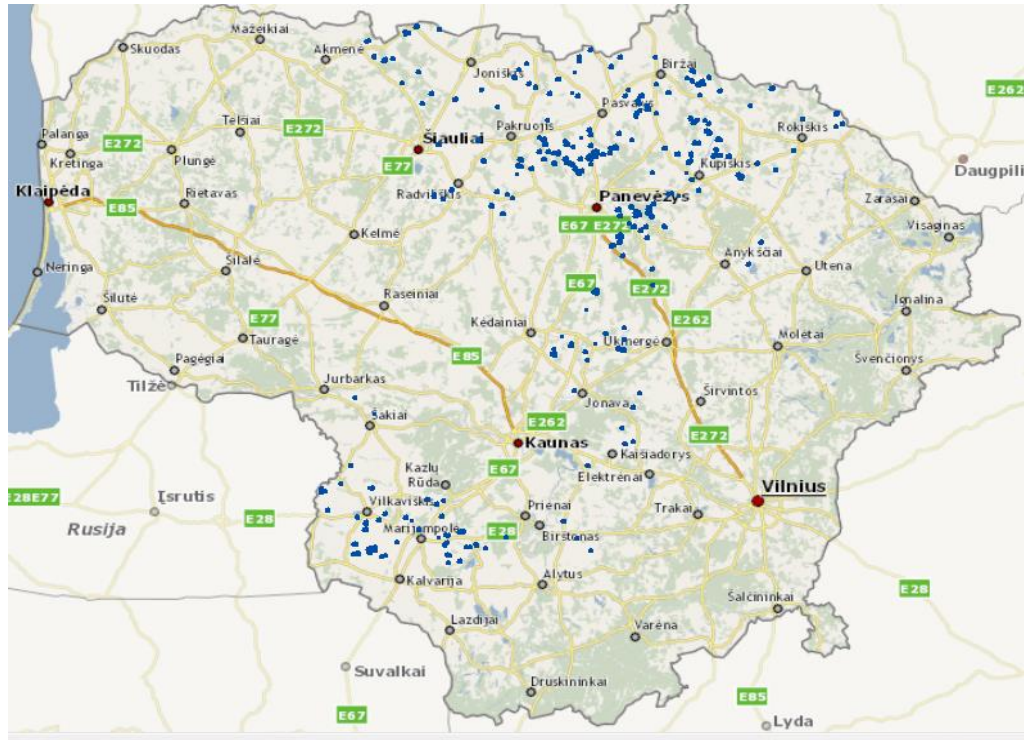 Mažeikiai
Skuodas
Akmenė
Joniškis
Biržai
E262
Palanga
E272
Telšiai
E272
Pakruojis
Pasvalys
Rokiškis
Kretinga
Plungė
Šiauliai
E77
Kupiškis
Daugpili
Klaipėda
Rietavas
Radviliškis
Panevėžys
Zarasai
E85
E67
E272
Visaginas
Kelmė
Neringa
Šilalė
Anykščiai
Utena
E67
E272
Šilutė
Raseiniai
Ignalina
E77
Kėdainiai
E262
Tauragė
Ukmergė
Molėtai
E85
Švenčionys
Pagėgiai
Tilžė
Jurbarkas
Jonava
Širvintos
Šakiai
E262
E272
Kaunas
Kaisiadorys
Kazlų
Rūda
E67
Elektrėnai
Vilnius
E28
E77
Įsrutis
Vilkaviškis
Prienai
Trakai
Rusija
E28
Marijampolė
E28
Birštonas
Kalvarija
Alytus
E28
Šalčininkai
Lazdijai
Varėna
Suvalkai
Druskininkai
E85
E67
Lyda